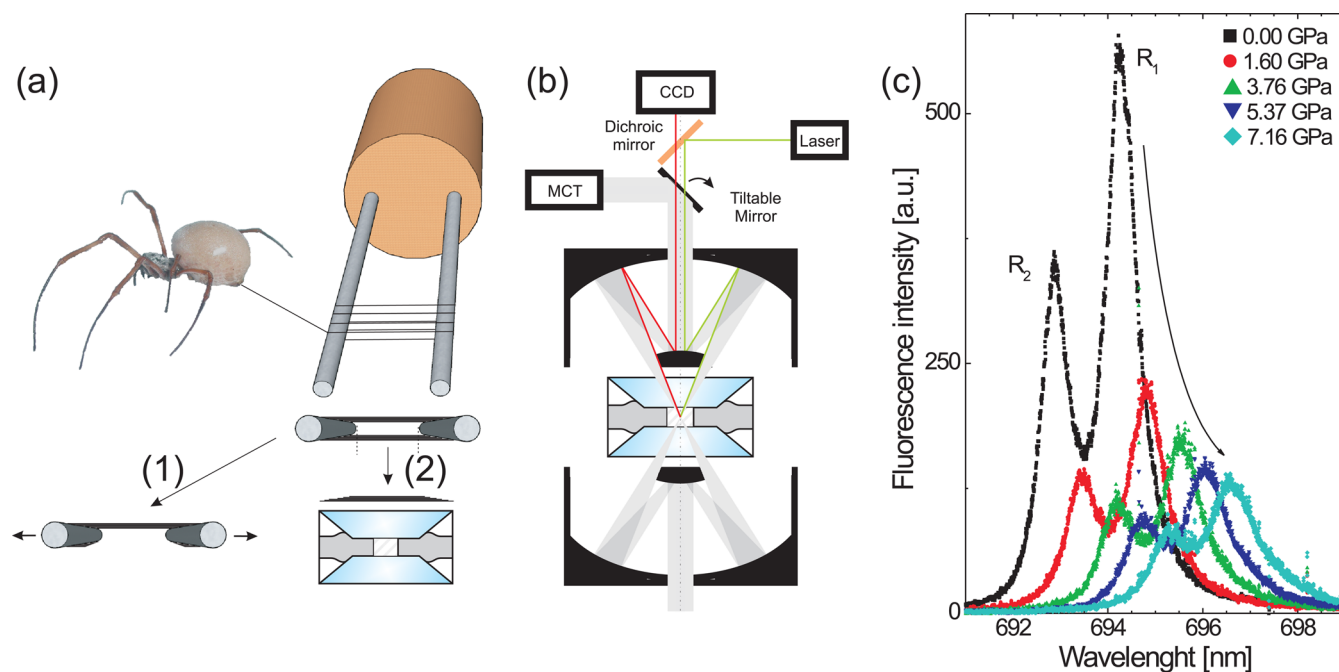 (a)
(1)
(2)
(b)
CCD
Dichroic
mirror
Laser
MCT
Tiltable
Mirror
(c)
Fluorescence intensity [a.u.]
500
250
0
R2
R1
0.00 GPa
1.60 GPa
3.76 GPa
5.37 GPa
7.16 GPa
692
694
696
698
Wavelenght [nm]